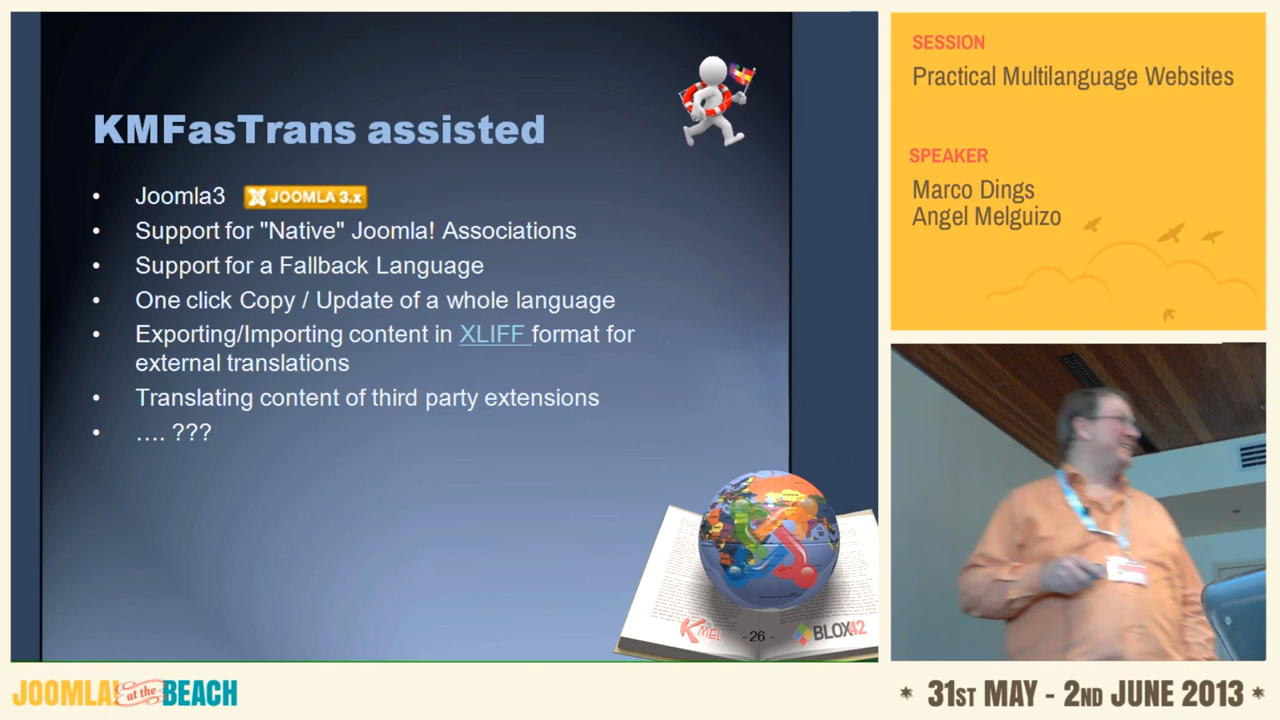 KMFasTrans assisted
• Joomla3 JOOMLA 3.x
• Support for "Native" Joomla! Associations
• Support for a Fallback Language
• One click Copy / Update of a whole language
• Exporting/Importing content in XLIFF format for
external translations
• Translating content of third party extensions
• .... ???
KMEL
- 26 -
BLOX42
SESSION
Practical Multilanguage Websites
SPEAKER
Marco Dings
Angel Melguizo
JOOMLA! at the BEACH
* 31ST MAY - 2ND JUNE 2013 *